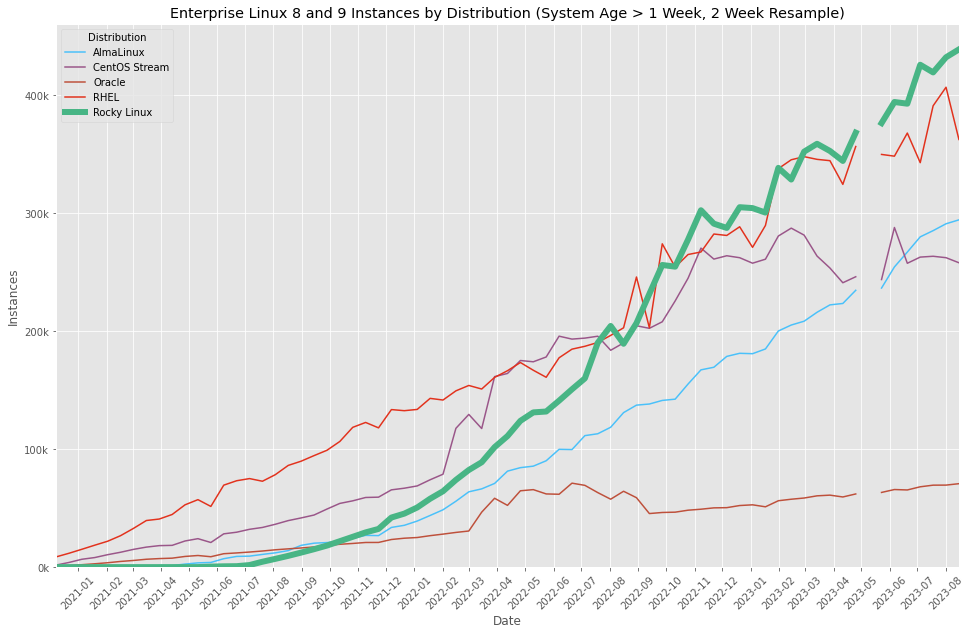 Enterprise Linux 8 and 9 Instances by Distribution (System Age > 1 Week, 2 Week Resample)
Distribution
AlmaLinux
CentOS Stream
Oracle
RHEL
Rocky Linux
400k
300k
200k
100k
0k
Instances
2021-01
2021-02
2021-03
2021-04
2021-05
2021-06
2021-07
2021-08
2021-09
2021-10
2021-11
2021-12
2022-01
2022-02
2022-03
2022-04
2022-05
2022-06
2022-07
2022-08
2022-09
2022-10
2022-11
2022-12
2023-01
2023-02
2023-03
2023-04
2023-05
2023-06
2023-07
2023-08
Date